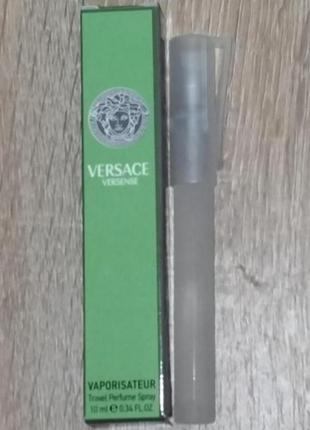 VERSACE
VERSENSE
VAPORISATEUR
Travel Perfume Spray
10 ml ℮ 0.34 FL.OZ